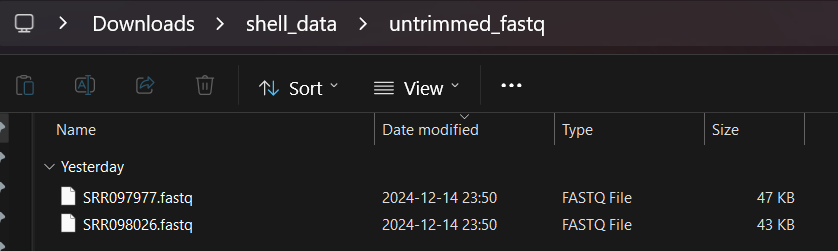 Downloads > shell_data > untrimmed_fastq
Sort View
Name Date modified Type Size
Yesterday
SRR097977.fastq 2024-12-14 23:50 FASTQ File 47 KB
SRR098026.fastq 2024-12-14 23:50 FASTQ File 43 KB